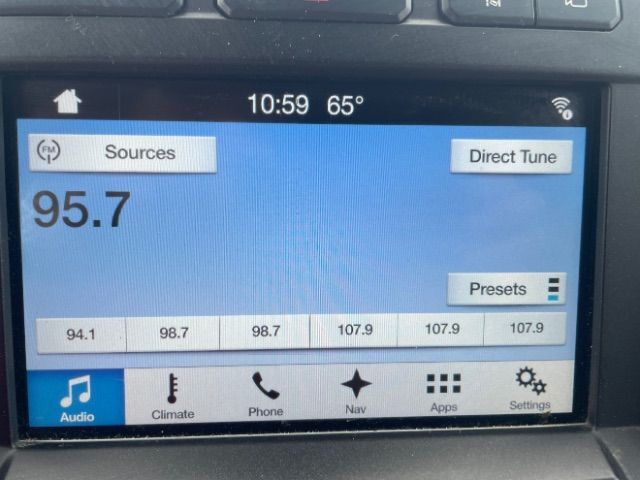 10:59 65°
FM Sources
Direct Tune
95.7
Presets
94.1 98.7 98.7 107.9 107.9 107.9
Audio Climate Phone Nav Apps Settings